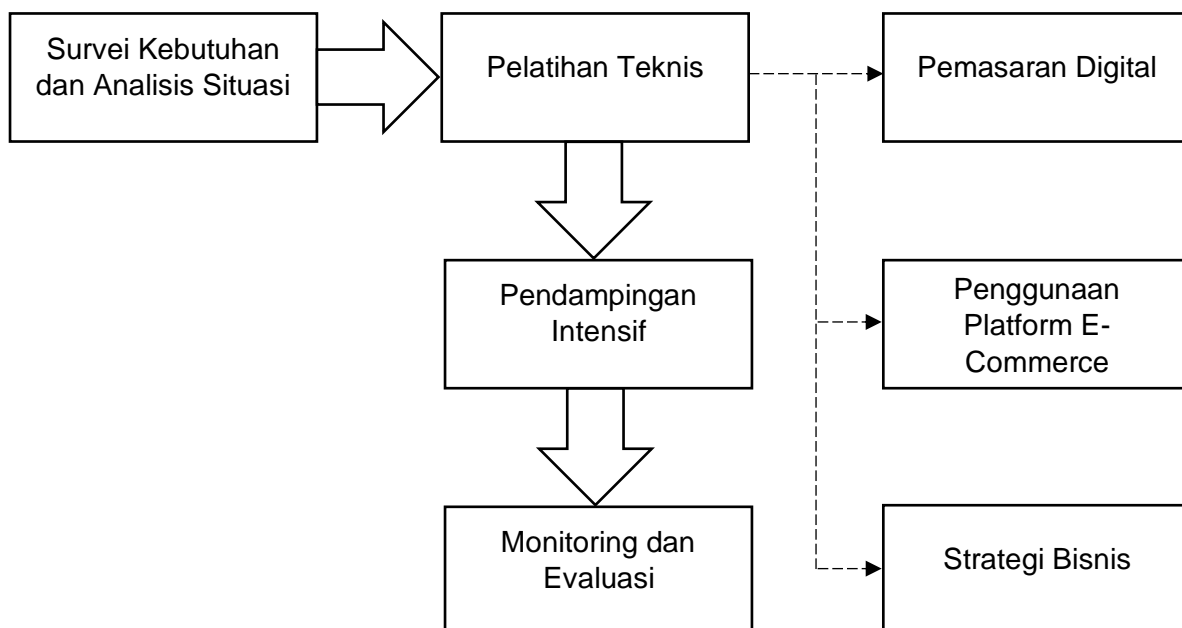 Survei Kebutuhan
dan Analisis Situasi
Pelatihan Teknis
Pemasaran Digital
Pendampingan
Intensif
Penggunaan
Platform E-
Commerce
Monitoring dan
Evaluasi
Strategi Bisnis